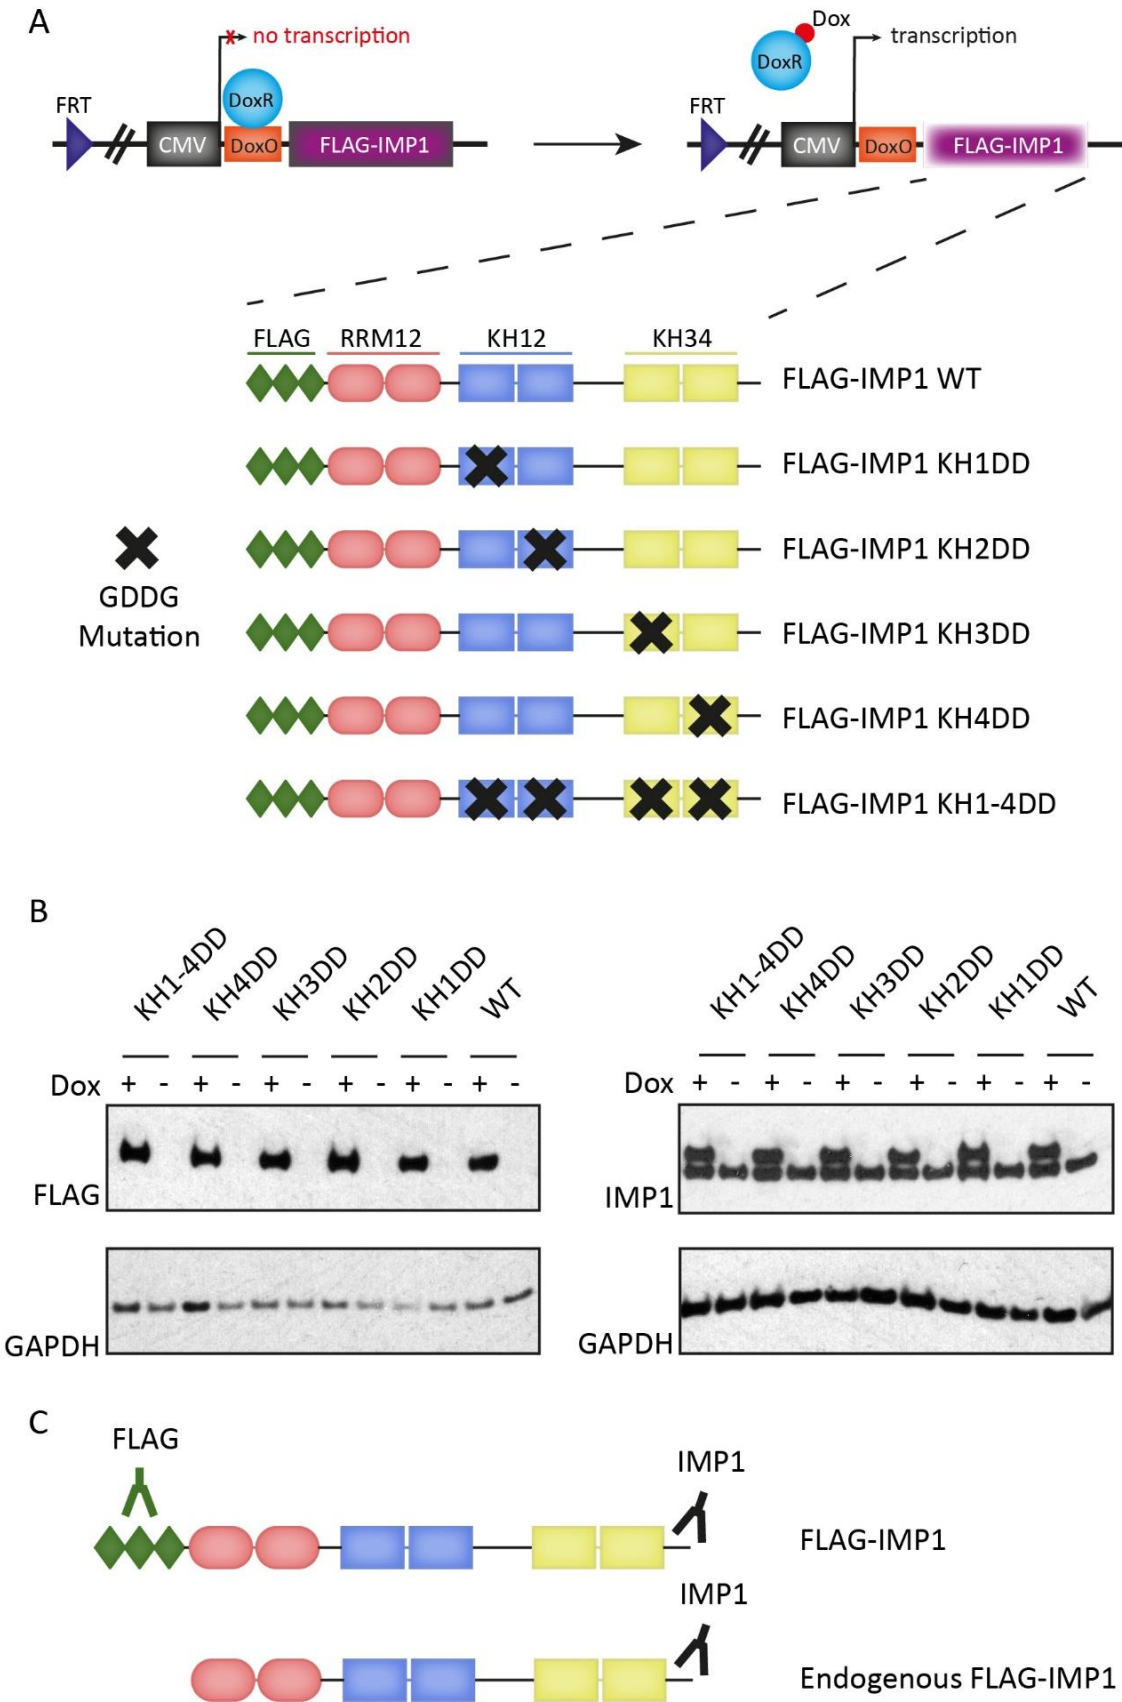 A
no transcription
Dox
DoxR
transcription
FRT
DoxR
FRT
CMV
DoxO
FLAG-IMP1
CMV
DoxO
FLAG-IMP1
FLAG
RRM12
KH12
KH34
FLAG-IMP1 WT
FLAG-IMP1 KH1DD
FLAG-IMP1 KH2DD
GDDG
Mutation
FLAG-IMP1 KH3DD
FLAG-IMP1 KH4DD
FLAG-IMP1 KH1-4DD
B
KH1-4DD
KH4DD
KH3DD
KH2DD
KH1DD
WT
Dox + - + - + - + - + - + -
FLAG
GAPDH
KH1-4DD
KH4DD
KH3DD
KH2DD
KH1DD
WT
Dox + - + - + - + - + - + -
IMP1
GAPDH
C
FLAG
IMP1
FLAG-IMP1
IMP1
Endogenous FLAG-IMP1